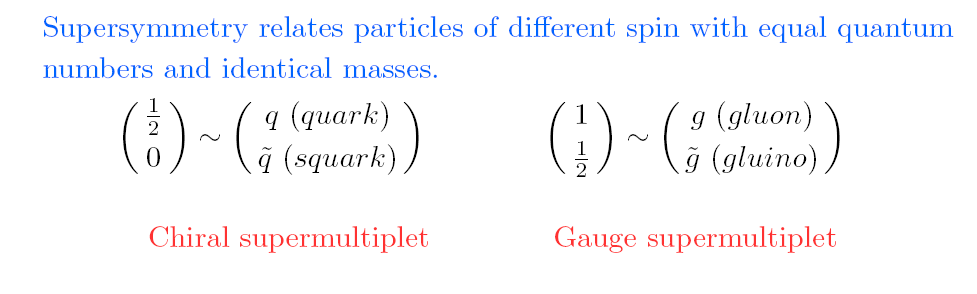 Supersymmetry relates particles of different spin with equal quantum
numbers and identical masses.
( 1/2 ) ∼ ( q (quark) ) ( 1 ) ∼ ( g (gluon) )
( 0 ) ( q̃ (squark) ) ( 1/2 ) ( g̃ (gluino) )
Chiral supermultiplet Gauge supermultiplet